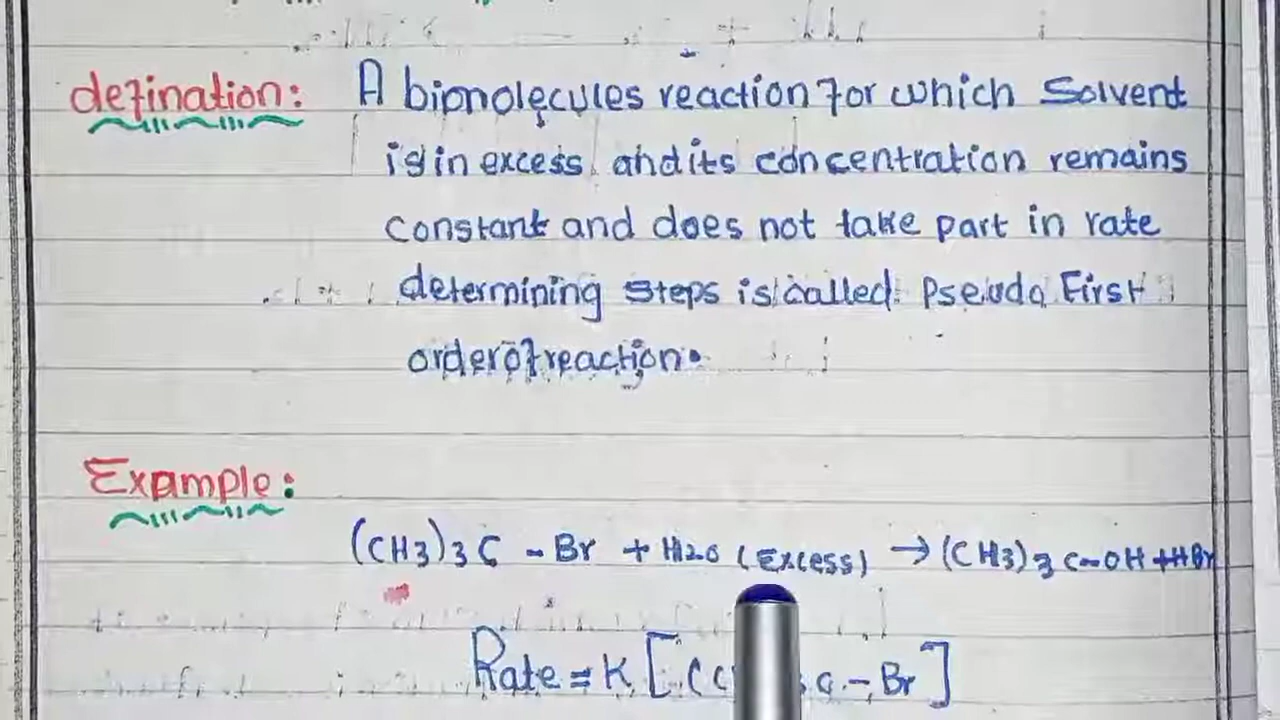 defination: A bimolecules reaction for which Solvent
is in excess and its concentration remains
constant and does not take part in rate
determining steps is called Pseudo First
order of reaction.
Example:
(CH3)3C - Br + H2O (Excess) → (CH3)3C-OH + HBr
Rate = K [(C C - Br]